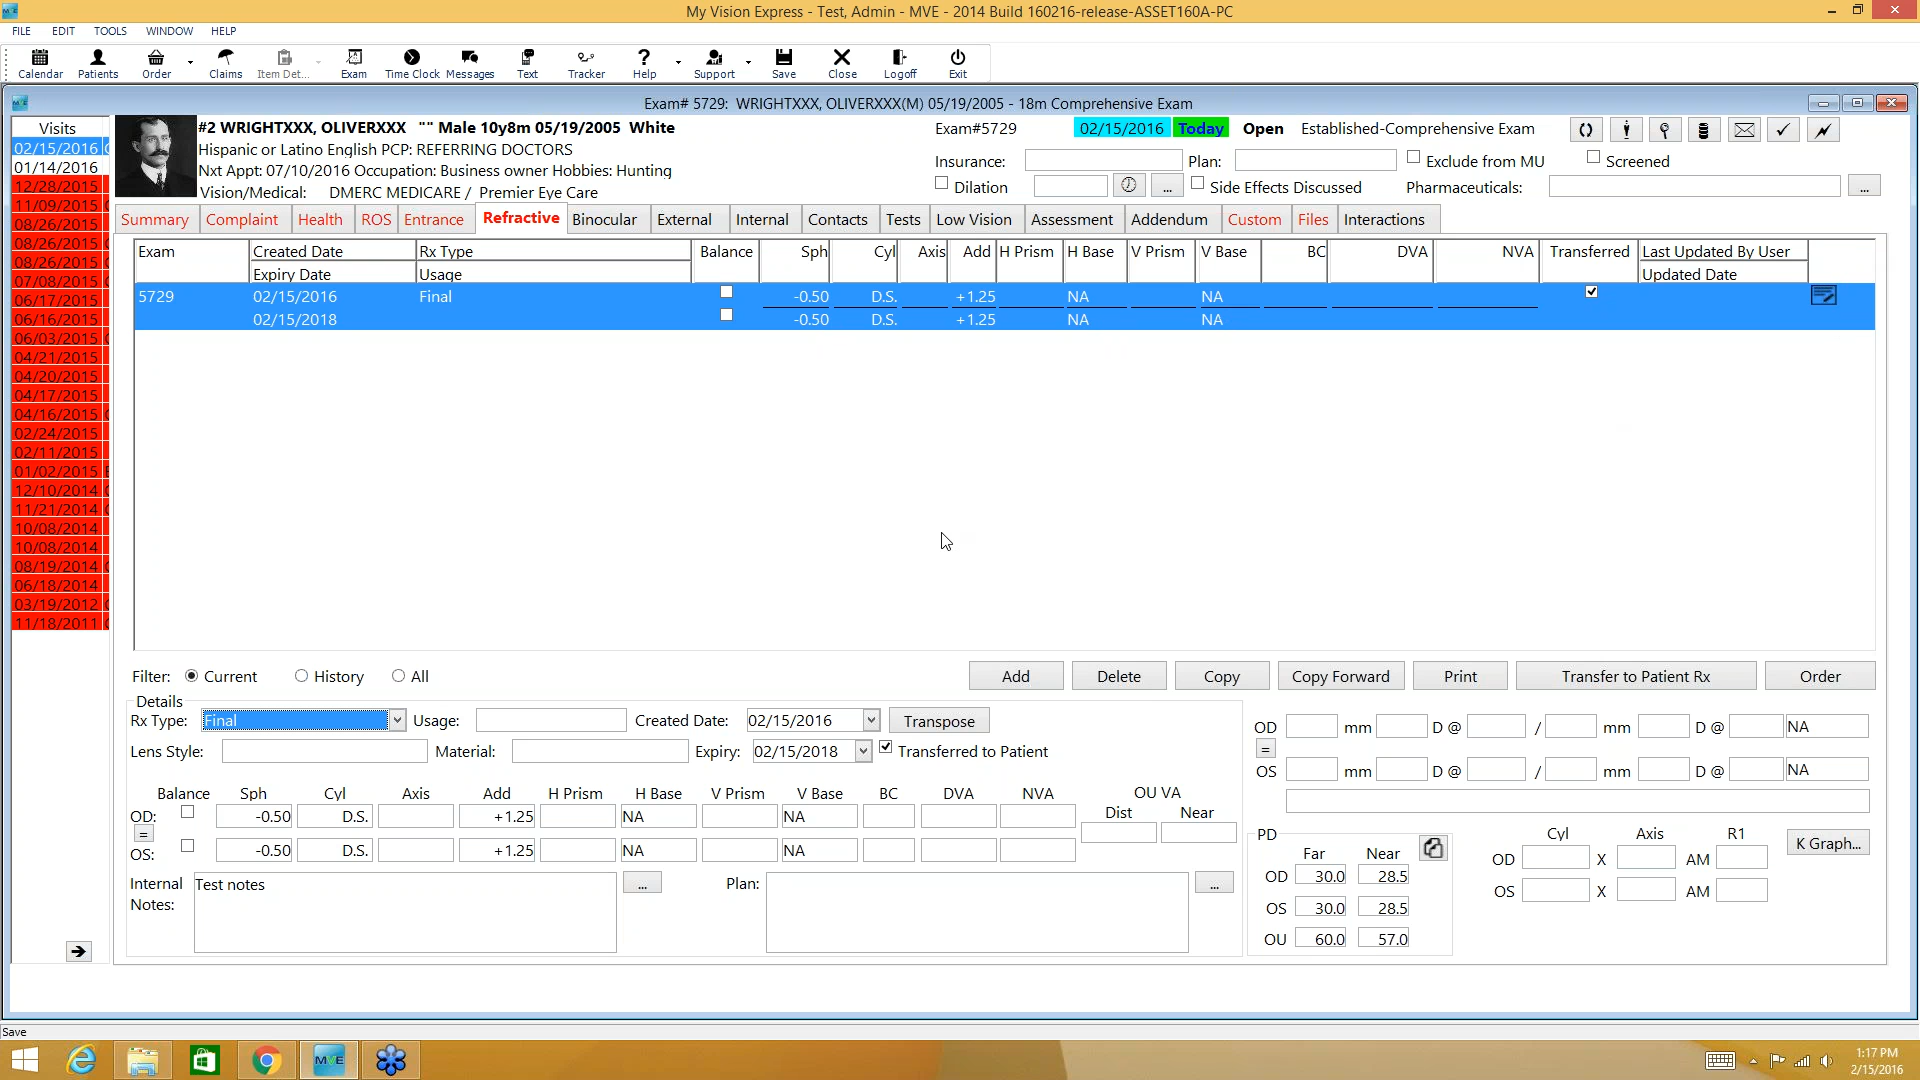 My Vision Express - Test, Admin - MVE - 2014 Build 160216-release-ASSET160A-PC
FILE EDIT TOOLS WINDOW HELP
Calendar Patients Order Claims Item Det... Exam Time Clock Messages Text Tracker Help Support Save Close Logoff Exit
Exam# 5729: WRIGHTXXX, OLIVERXXX(M) 05/19/2005 - 18m Comprehensive Exam
Visits
02/15/2016
01/14/2016
12/28/2015
11/09/2015
08/26/2015
08/26/2015
08/26/2015
07/08/2015
06/17/2015
06/16/2015
06/03/2015
04/21/2015
04/20/2015
04/17/2015
04/16/2015
02/24/2015
02/11/2015
01/02/2015
12/10/2014
11/21/2014
10/08/2014
10/08/2014
08/19/2014
06/18/2014
03/19/2012
11/18/2011
#2 WRIGHTXXX, OLIVERXXX "" Male 10y8m 05/19/2005 White
Hispanic or Latino English PCP: REFERRING DOCTORS
Nxt Appt: 07/10/2016 Occupation: Business owner Hobbies: Hunting
Vision/Medical: DMERC MEDICARE / Premier Eye Care
Exam#5729 02/15/2016 Today Open Established-Comprehensive Exam
Insurance: Plan: Exclude from MU Screened
Dilation ... Side Effects Discussed Pharmaceuticals: ...
Summary Complaint Health ROS Entrance Refractive Binocular External Internal Contacts Tests Low Vision Assessment Addendum Custom Files Interactions
Exam Created Date Rx Type Balance Sph Cyl Axis Add H Prism H Base V Prism V Base BC DVA NVA Transferred Last Updated By User
Expiry Date Usage Updated Date
5729 02/15/2016 Final -0.50 D.S. +1.25 NA NA
02/15/2018 -0.50 D.S. +1.25 NA NA
Filter: Current History All Add Delete Copy Copy Forward Print Transfer to Patient Rx Order
Details
Rx Type: Final Usage: Created Date: 02/15/2016 Transpose
Lens Style: Material: Expiry: 02/15/2018 Transferred to Patient
Balance Sph Cyl Axis Add H Prism H Base V Prism V Base BC DVA NVA OU VA
Dist Near
OD: -0.50 D.S. +1.25 NA NA
=
OS: -0.50 D.S. +1.25 NA NA
Internal Notes: Test notes ... Plan: ...
OD mm D @ / mm D @ NA
=
OS mm D @ / mm D @ NA
PD
Far Near
OD 30.0 28.5
OS 30.0 28.5
OU 60.0 57.0
Cyl Axis R1
OD X AM
OS X AM
K Graph...
Save
MVE
1:17 PM
2/15/2016